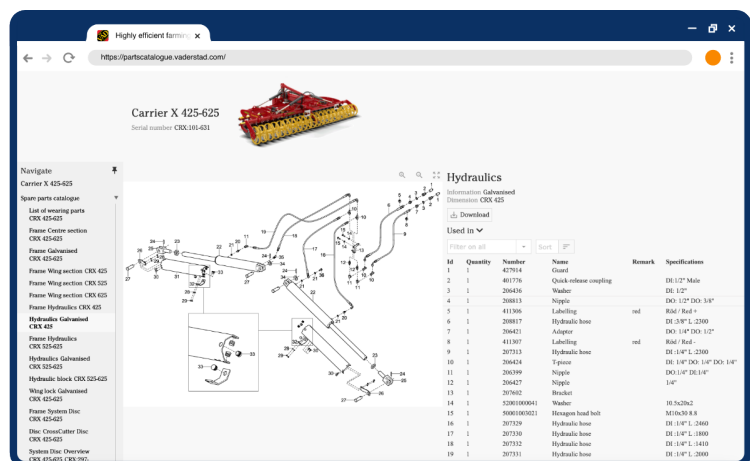 Highly efficient farming
https://partscatalogue.vaderstad.com/
Carrier X 425-625
Serial number CRX:101-631
Navigate
Carrier X 425-625
Spare parts catalogue
List of wearing parts
CRX 425-625
Frame Centre section
CRX 425-625
Frame Galvanised
CRX 425-625
Frame Wing section CRX 425
Frame Wing section CRX 525
Frame Wing section CRX 625
Frame Hydraulics CRX 425
Hydraulics Galvanised
CRX 425
Frame Hydraulics
CRX 525-625
Hydraulics Galvanised
CRX 525-625
Hydraulic block CRX 525-625
Wing lock Galvanized
CRX 425-625
Frame System Disc
CRX 425-625
Disc CrossCutter Disc
CRX 425-625
System Disc Overview
CRX 425-625 CRX:297-
Hydraulics
Information Galvanised
Dimension CRX 425
Download
Used in
Filter on all
Sort
Id Quantity Number Name Remark Specifications
1 1 427914 Guard
2 1 401776 Quick-release coupling DI:1/2" Male
3 1 206436 Washer DI: 1/2"
4 1 208813 Nipple DO: 1/2" DO: 3/8"
5 1 411306 Labelling red Röd / Red +
6 1 208817 Hydraulic hose DI :3/8" L :2300
7 1 206421 Adapter DO: 1/4" DO: 1/2"
8 1 411307 Labelling red Röd / Red -
9 1 207313 Hydraulic hose DI :1/4" L :2300
10 1 206424 T-piece DI: 1/4" DO: 1/4" DO: 1/4"
11 1 206399 Nipple DO:1/4" DI:1/4"
12 1 206427 Nipple 1/4"
13 1 207602 Bracket
14 1 52001000041 Washer 10.5x20x2
15 1 50001003021 Hexagon head bolt M10x30 8.8
16 1 207329 Hydraulic hose DI :1/4" L :2460
17 1 207330 Hydraulic hose DI :1/4" L :1800
18 1 207332 Hydraulic hose DI :1/4" L :1410
19 1 207331 Hydraulic hose DI :1/4" L :2000